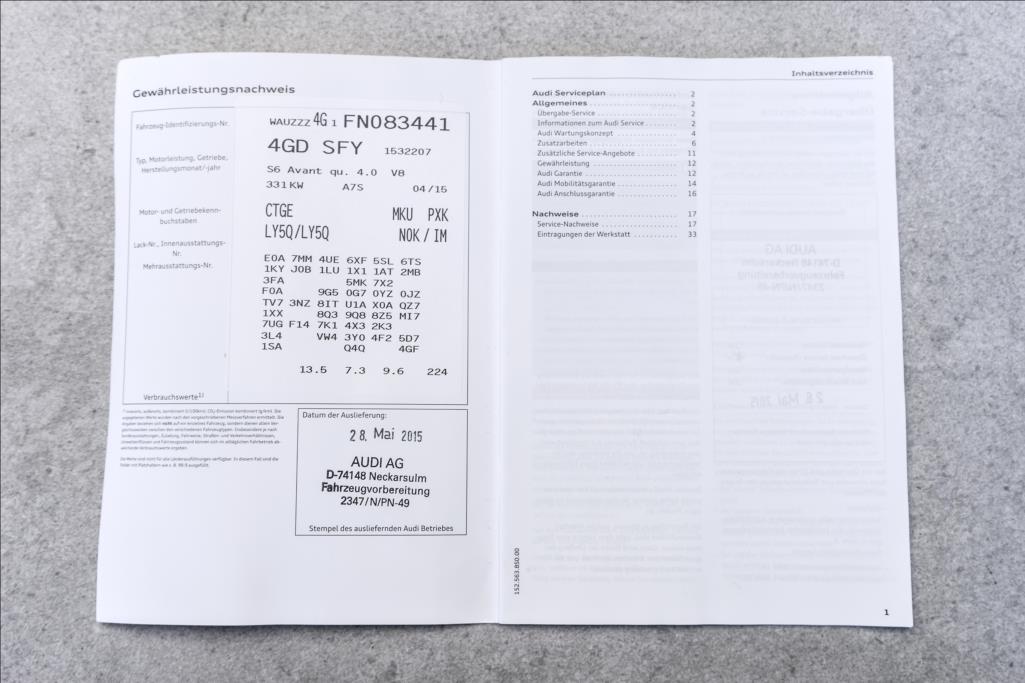 Gewährleistungsnachweis
Fahrzeug-Identifizierungs-Nr.
WAUZZZ 4G 1 FN083441
4GD SFY 1532207
Typ, Motorleistung, Getriebe,
Herstellungsmonat/-jahr
S6 Avant qu. 4.0 V8
331KW A7S 04/15
Motor- und Getriebekenn-
buchstaben
CTGE MKU PXK
LY5Q/LY5Q N0K / IM
Lack-Nr., Innenausstattungs-
Nr.
Mehrausstattungs-Nr.
E0A 7MM 4UE 6XF 5SL 6TS
1KY J0B 1LU 1X1 1AT 2MB
3FA 5MK 7X2
F0A 9G5 0G7 0YZ 0JZ
TV7 3NZ 8IT U1A X0A QZ7
1XX 8Q3 9Q8 8Z5 MI7
7UG F14 7K1 4X3 2K3
3L4 VW4 3Y0 4F2 5D7
1SA Q4Q 4GF
13.5 7.3 9.6 224
Verbrauchswerte1)
Datum der Auslieferung:
28. Mai 2015
AUDI AG
D-74148 Neckarsulm
Fahrzeugvorbereitung
2347/N/PN-49
Stempel des ausliefernden Audi Betriebes
Inhaltsverzeichnis
Audi Serviceplan 2
Allgemeines 2
Übergabe-Service 2
Informationen zum Audi Service 2
Audi Wartungskonzept 4
Zusatzarbeiten 6
Zusätzliche Service-Angebote 11
Gewährleistung 12
Audi Garantie 12
Audi Mobilitätsgarantie 14
Audi Anschlussgarantie 16
Nachweise 17
Service-Nachweise 17
Eintragungen der Werkstatt 33
152.563.850.00
1